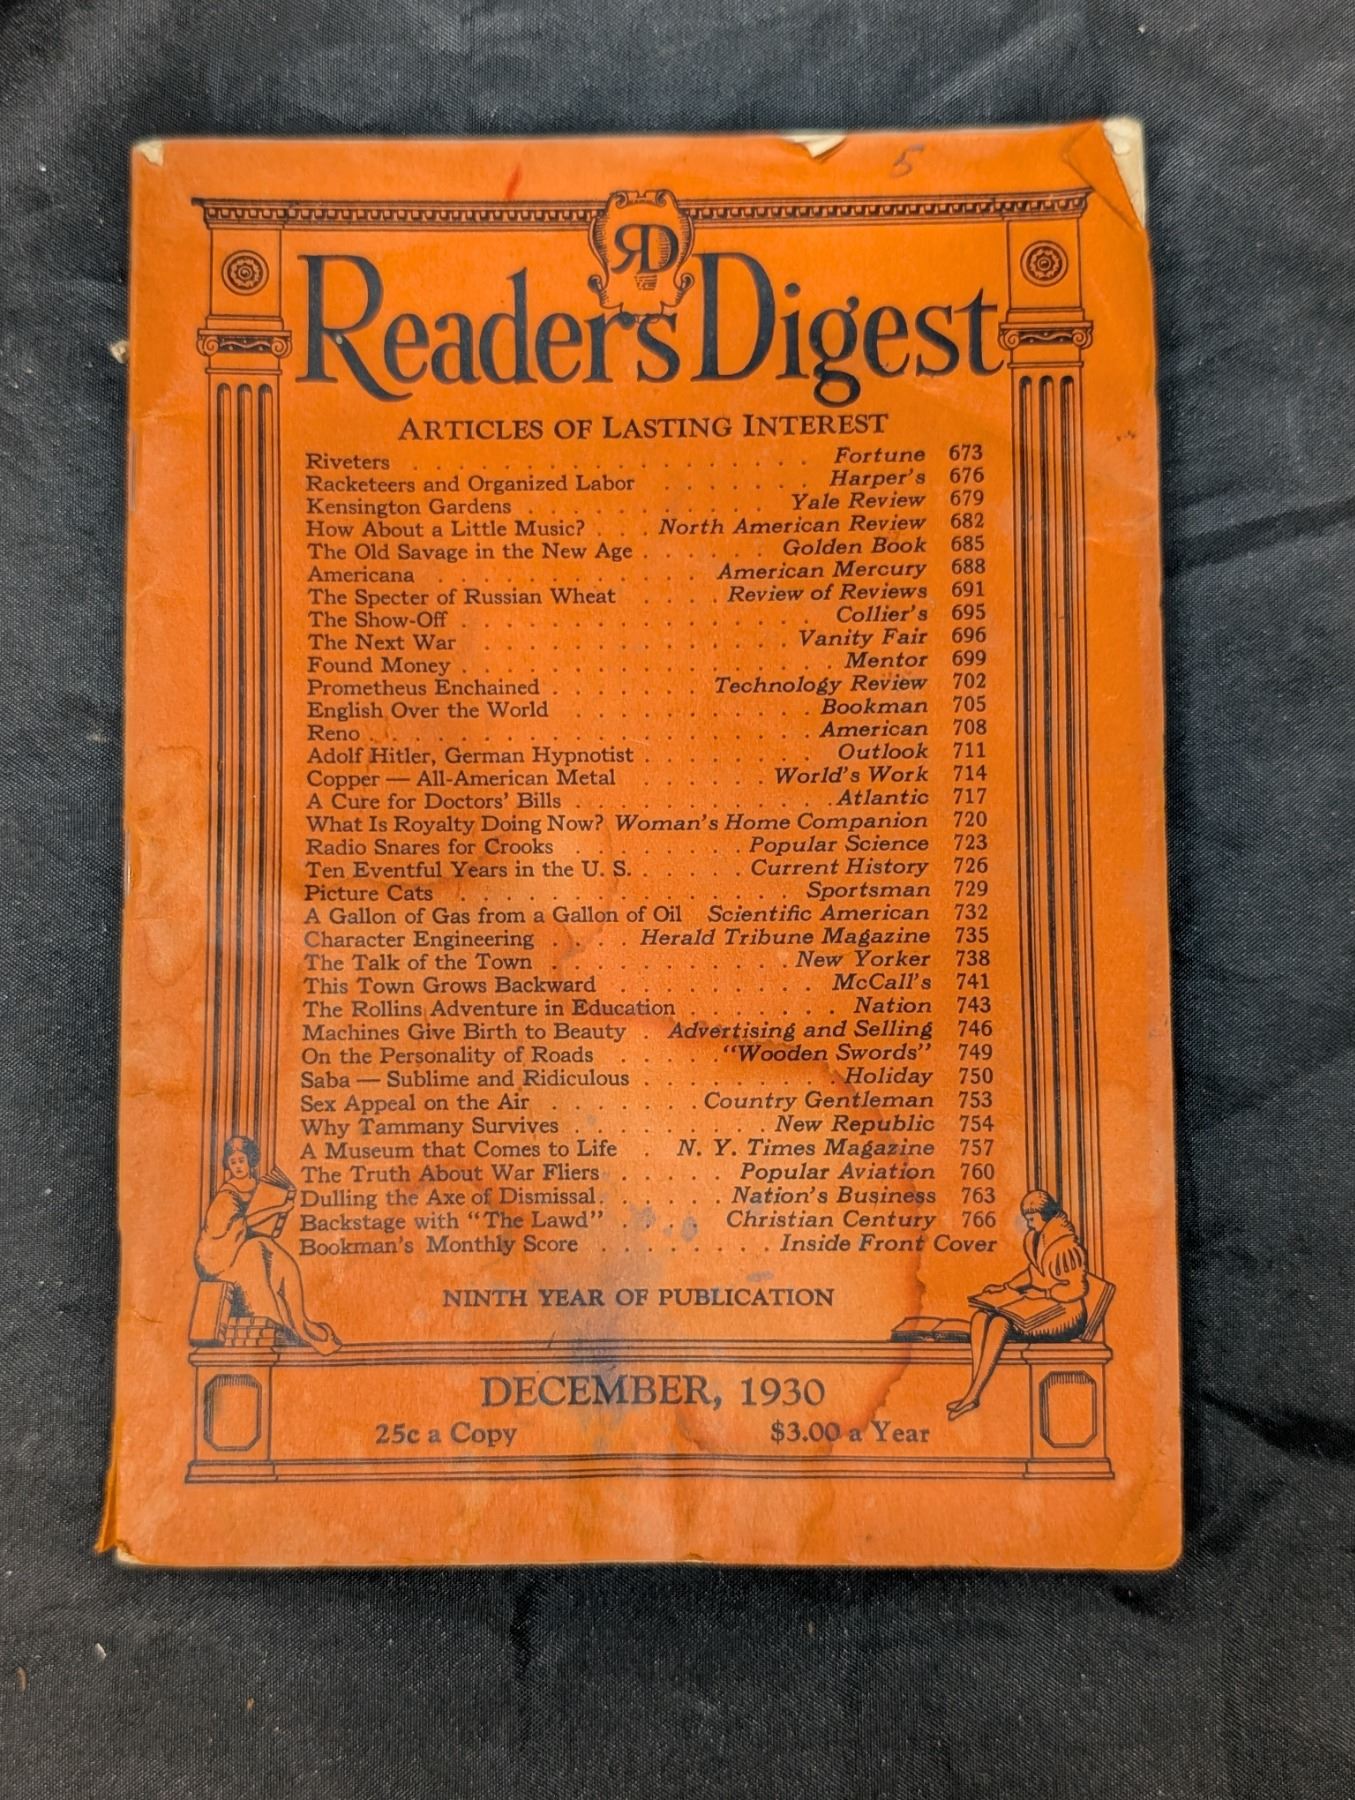 5
RD
Reader's Digest
ARTICLES OF LASTING INTEREST
Riveters . . . . . . . . . . . . . . . . . . Fortune 673
Racketeers and Organized Labor . . . . . . . Harper's 676
Kensington Gardens . . . . . . . . . . . Yale Review 679
How About a Little Music? . . . North American Review 682
The Old Savage in the New Age . . . . . . Golden Book 685
Americana . . . . . . . . . . . . American Mercury 688
The Specter of Russian Wheat . . . . Review of Reviews 691
The Show-Off . . . . . . . . . . . . . . . . Collier's 695
The Next War . . . . . . . . . . . . . . . Vanity Fair 696
Found Money . . . . . . . . . . . . . . . . . Mentor 699
Prometheus Enchained . . . . . . . Technology Review 702
English Over the World . . . . . . . . . . . Bookman 705
Reno . . . . . . . . . . . . . . . . . . . . American 708
Adolf Hitler, German Hypnotist . . . . . . . . Outlook 711
Copper — All-American Metal . . . . . . World's Work 714
A Cure for Doctors' Bills . . . . . . . . . . . . Atlantic 717
What Is Royalty Doing Now? Woman's Home Companion 720
Radio Snares for Crooks . . . . . . . . Popular Science 723
Ten Eventful Years in the U. S. . . . . . Current History 726
Picture Cats . . . . . . . . . . . . . . . Sportsman 729
A Gallon of Gas from a Gallon of Oil Scientific American 732
Character Engineering . . . . Herald Tribune Magazine 735
The Talk of the Town . . . . . . . . . . . New Yorker 738
This Town Grows Backward . . . . . . . . . McCall's 741
The Rollins Adventure in Education . . . . . . . Nation 743
Machines Give Birth to Beauty . Advertising and Selling 746
On the Personality of Roads . . . . . "Wooden Swords" 749
Saba — Sublime and Ridiculous . . . . . . . . . Holiday 750
Sex Appeal on the Air . . . . . . . Country Gentleman 753
Why Tammany Survives . . . . . . . . . . New Republic 754
A Museum that Comes to Life . N. Y. Times Magazine 757
The Truth About War Fliers . . . . . Popular Aviation 760
Dulling the Axe of Dismissal . . . . . . Nation's Business 763
Backstage with "The Lawd" . . . . Christian Century 766
Bookman's Monthly Score . . . . . . . . Inside Front Cover
NINTH YEAR OF PUBLICATION
DECEMBER, 1930
25c a Copy $3.00 a Year